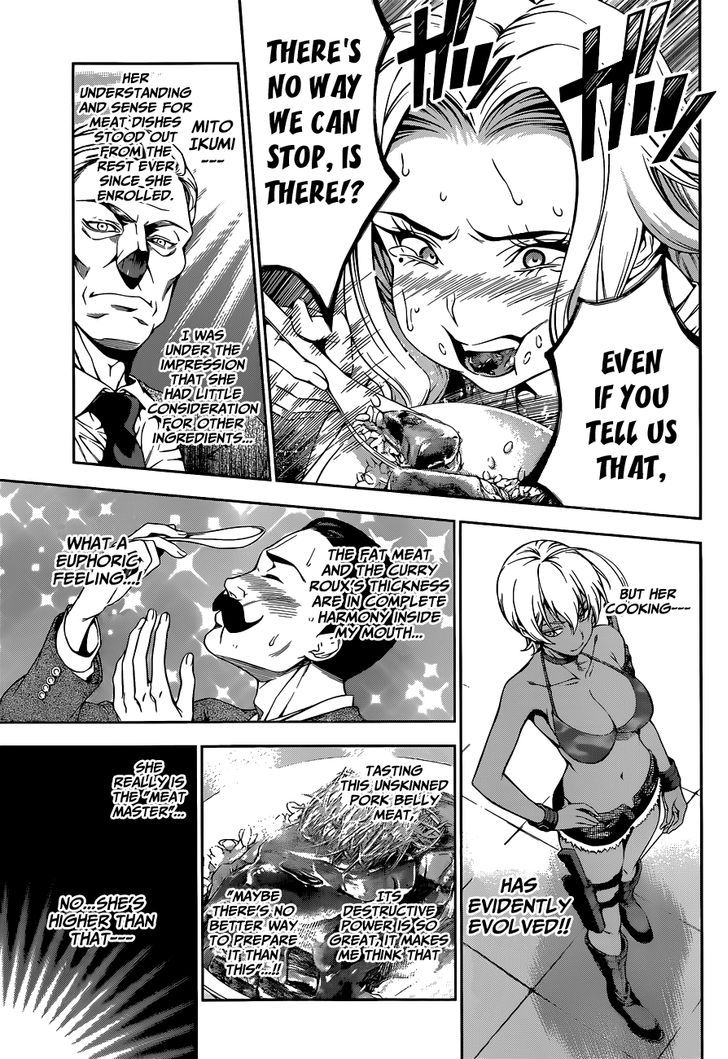 EVEN
IF YOU
TELL US
THAT,
THERE'S
NO WAY
WE CAN
STOP, IS
THERE!?
ガツ
ガツ
MITO
IKUMI
---
HER
UNDERSTANDING
AND SENSE FOR
MEAT DISHES
STOOD OUT
FROM THE
REST EVER
SINCE SHE
ENROLLED.
I WAS
UNDER THE
IMPRESSION
THAT SHE
HAD LITTLE
CONSIDERATION
FOR OTHER
INGREDIENTS...
BUT HER
COOKING---
HAS
EVIDENTLY
EVOLVED!!
THE FAT MEAT
AND THE CURRY
ROUX'S THICKNESS
ARE IN COMPLETE
HARMONY INSIDE
MY MOUTH...
WHAT A
EUPHORIC
FEELING...!
TASTING
THIS UNSKINNED
PORK BELLY
MEAT,
ITS
DESTRUCTIVE
POWER IS SO
GREAT IT MAKES
ME THINK THAT
"MAYBE
THERE'S NO
BETTER WAY
TO PREPARE
IT THAN
THIS"...!!
SHE
REALLY IS
THE "MEAT
MASTER"...
NO...SHE'S
HIGHER THAN
THAT---